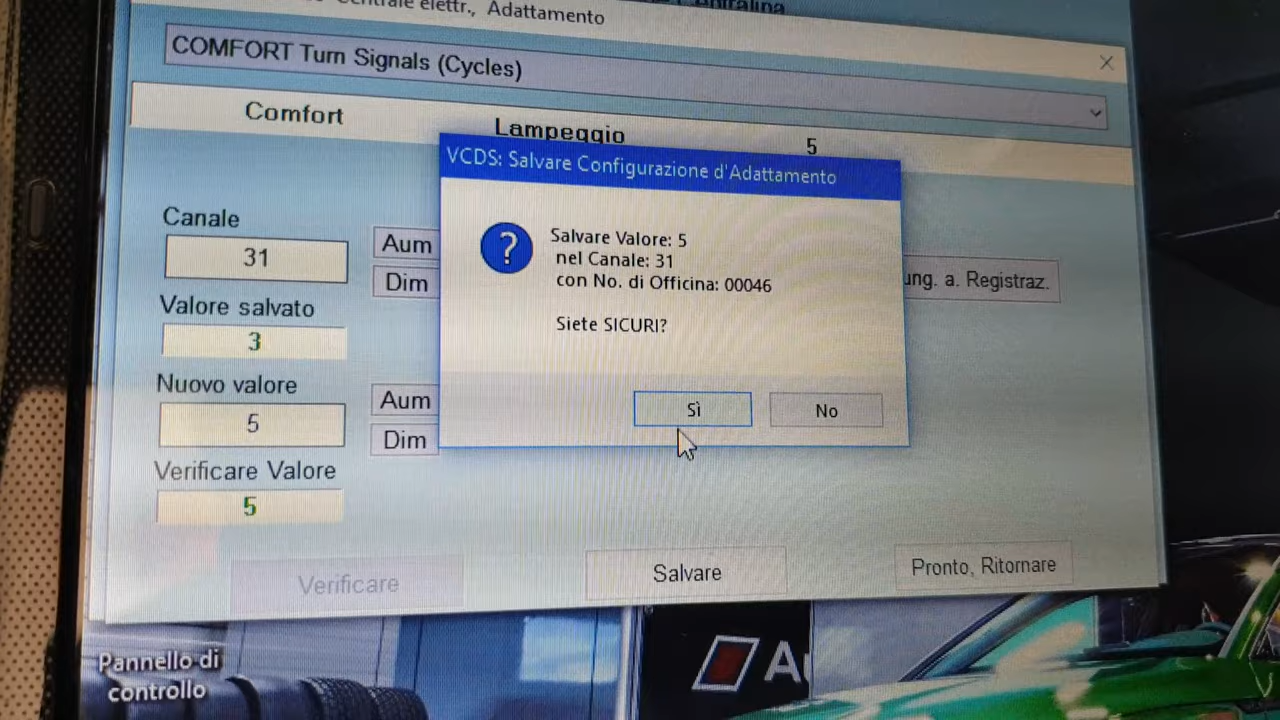 Centrale elettr., Adattamento
COMFORT Turn Signals (Cycles)
Comfort
Lampeggio
5
VCDS: Salvare Configurazione d'Adattamento
Canale
31
Aum
Dim
Salvare Valore: 5
nel Canale: 31
con No. di Officina: 00046
Siete SICURI?
ung. a. Registraz.
Valore salvato
3
Nuovo valore
5
Aum
Dim
Sì
No
Verificare Valore
5
Verificare
Salvare
Pronto, Ritornare
Pannello di
controllo